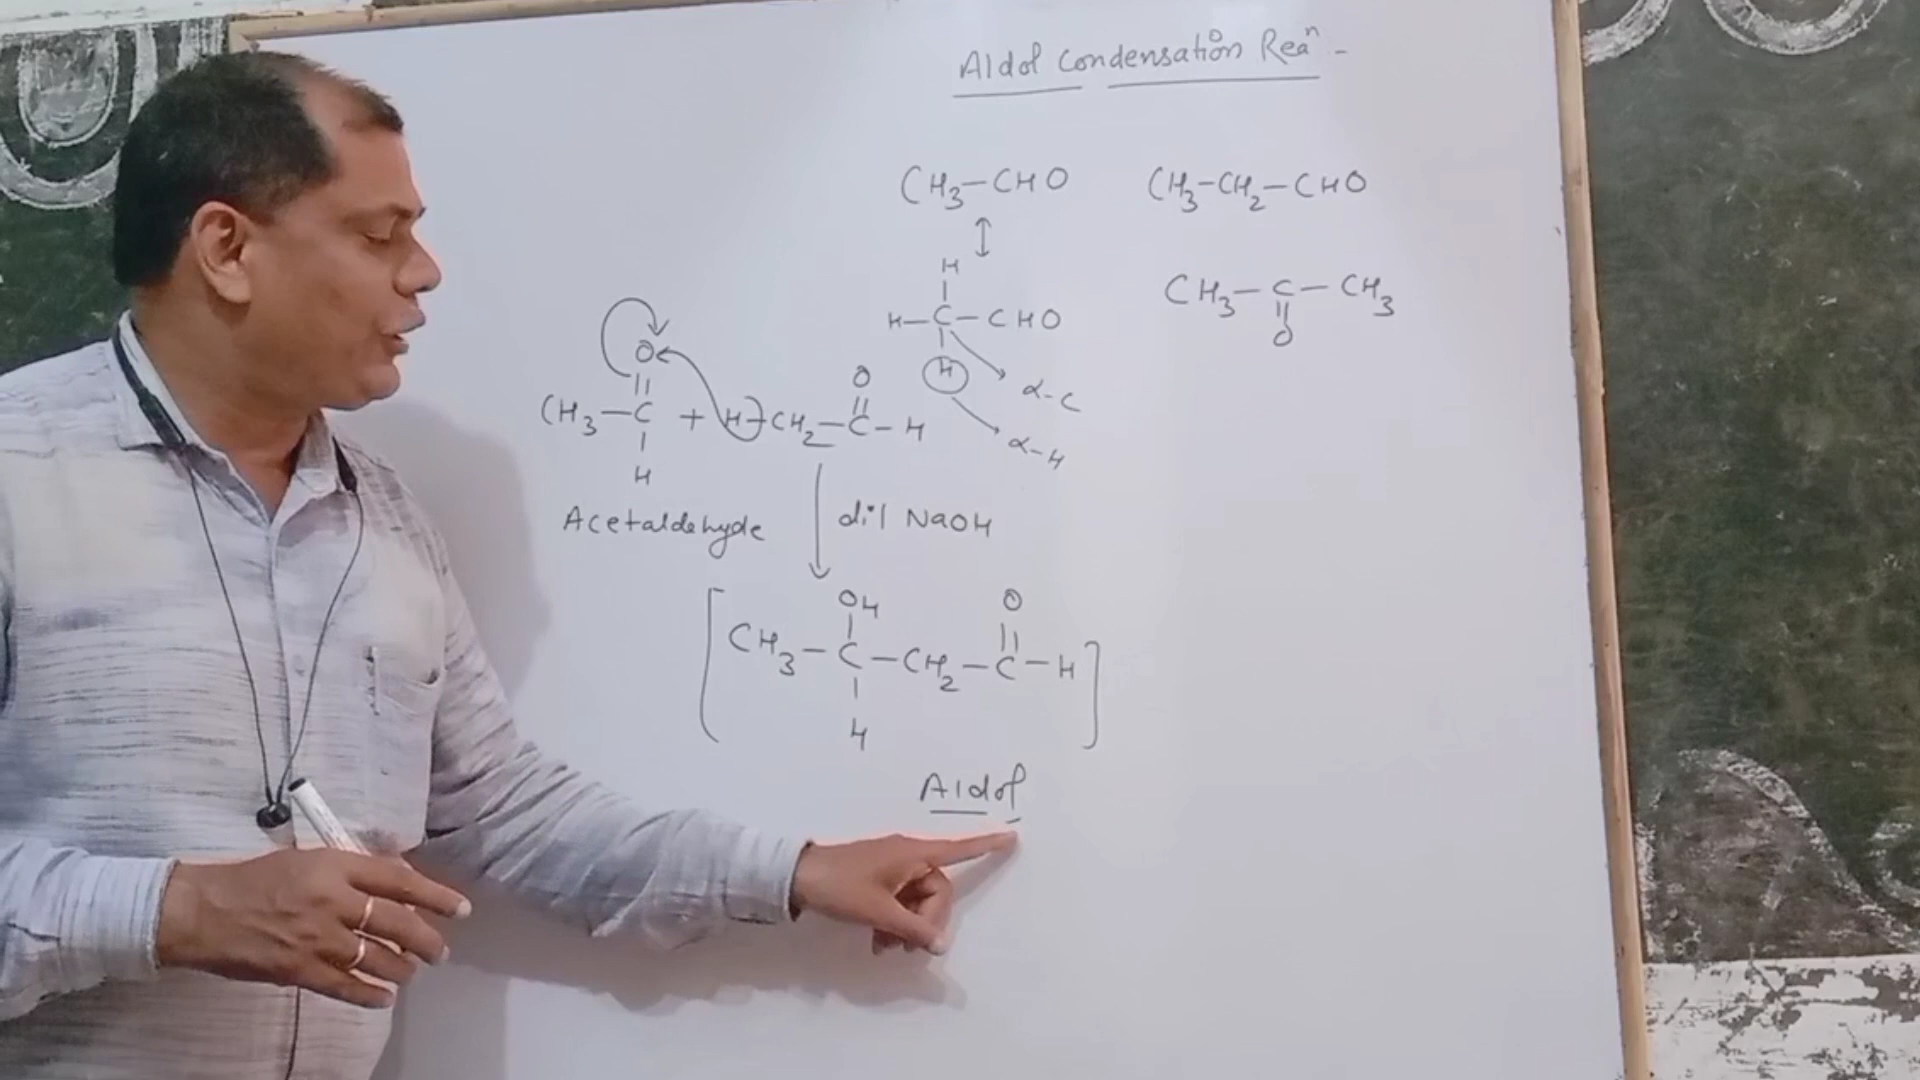 Aldol Condensation Reaⁿ -
CH₃-CHO CH₃-CH₂-CHO
H
H-C-CHO CH₃-C-CH₃
O
H
α-C
α-H
O O
CH₃-C + H-CH₂-C-H
H
Acetaldehyde dil NaOH
OH O
[CH₃-C-CH₂-C-H]
H
Aldol